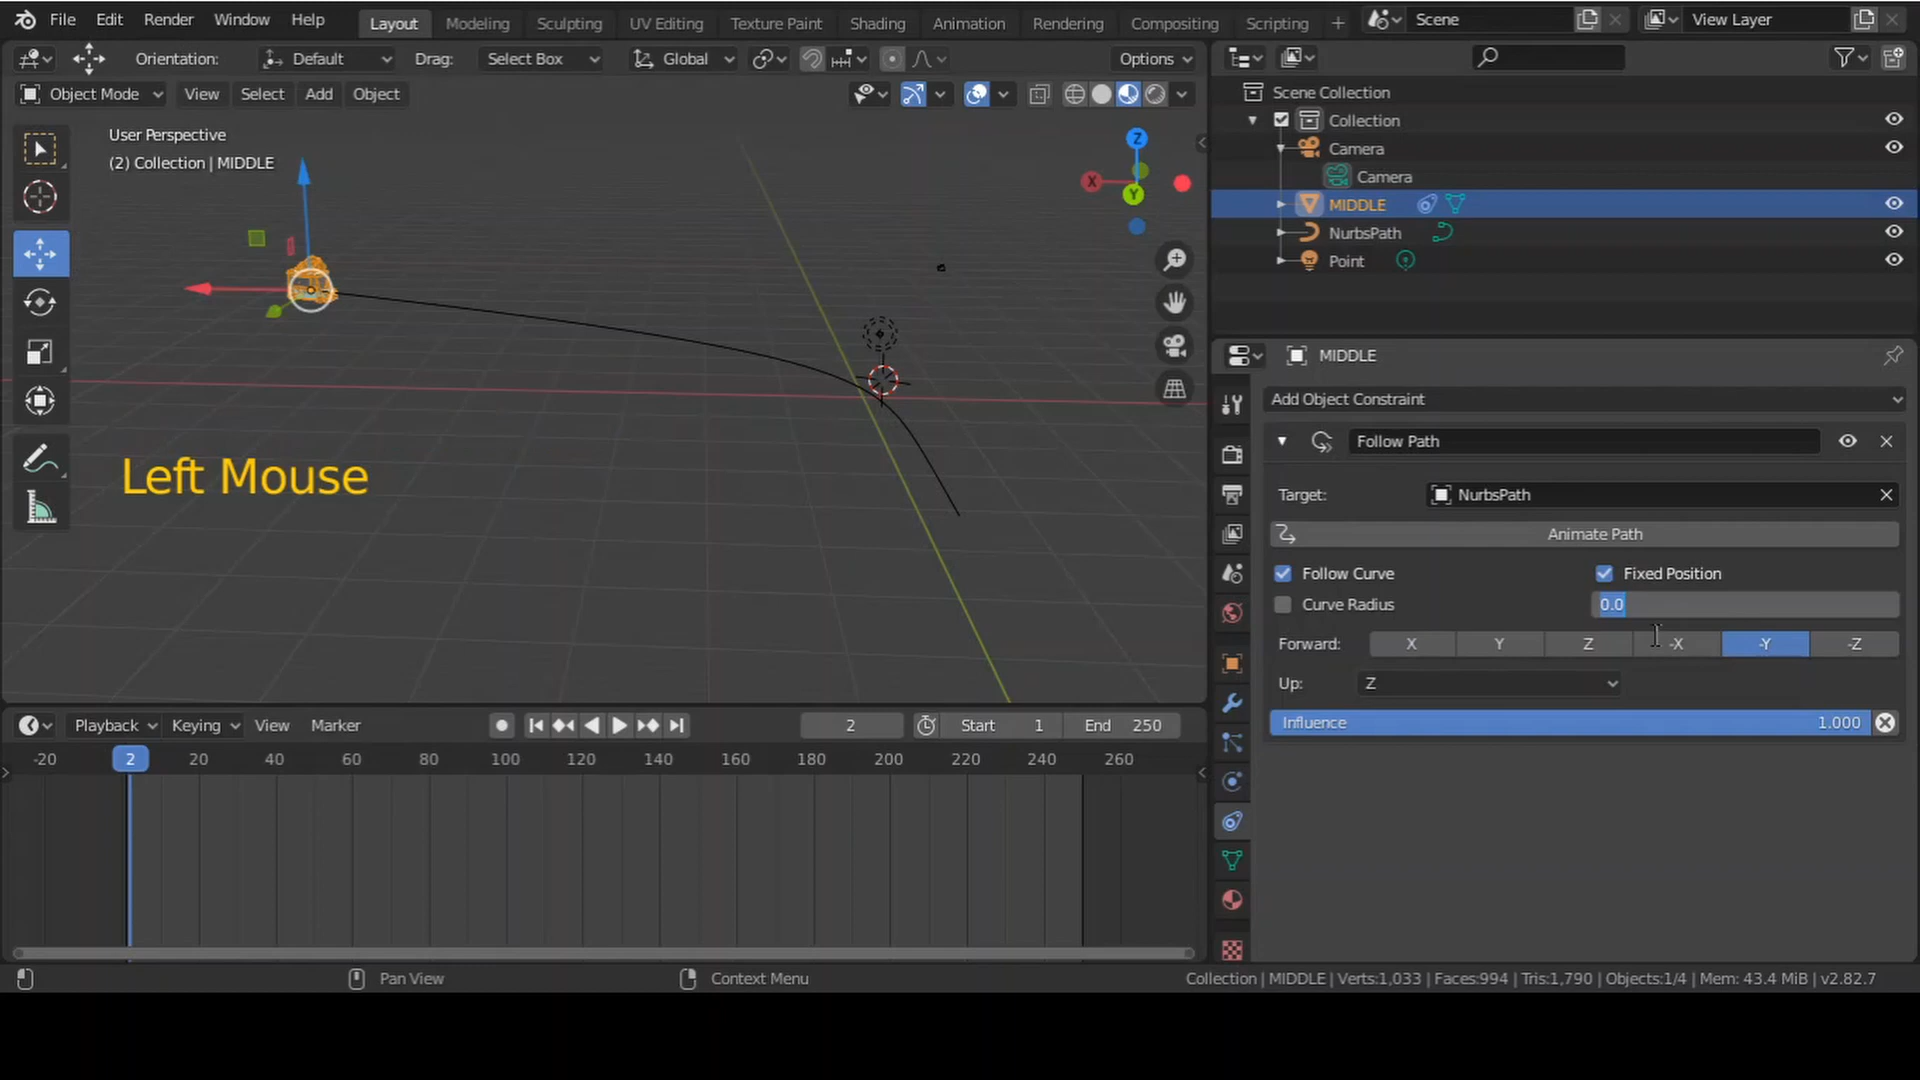 File Edit Render Window Help Layout Modeling Sculpting UV Editing Texture Paint Shading Animation Rendering Compositing Scripting + Scene View Layer
Orientation: Default Drag: Select Box Global Options
Object Mode View Select Add Object
User Perspective
(2) Collection | MIDDLE
Z
X
Y
Left Mouse
Scene Collection
Collection
Camera
Camera
MIDDLE
NurbsPath
Point
MIDDLE
Add Object Constraint
Follow Path
Target: NurbsPath
Animate Path
Follow Curve Fixed Position
Curve Radius 0.0
Forward: X Y Z -X -Y -Z
Up: Z
Influence 1.000
Playback Keying View Marker 2 Start 1 End 250
-20 2 20 40 60 80 100 120 140 160 180 200 220 240 260
Pan View Context Menu Collection | MIDDLE | Verts:1,033 | Faces:994 | Tris:1,790 | Objects:1/4 | Mem: 43.4 MiB | v2.82.7